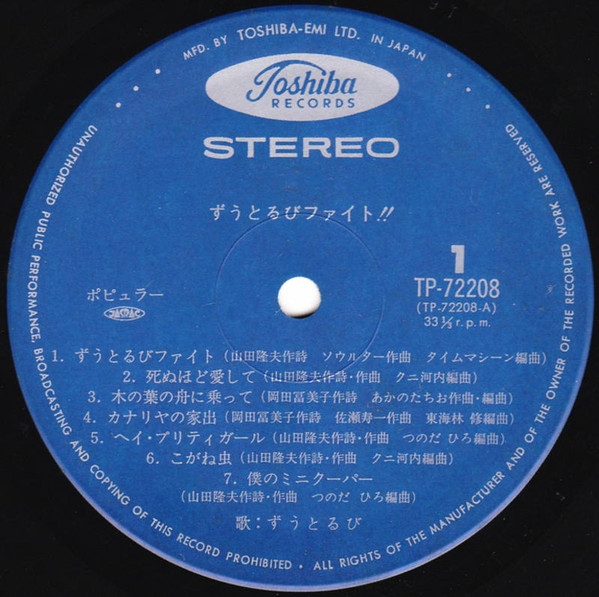 MFD. BY TOSHIBA-EMI LTD. IN JAPAN
Toshiba
RECORDS
STEREO
ずうとるびファイト!!
1
ポピュラー
JASRAC
TP-72208
(TP-72208-A)
33⅓ r.p.m.
1. ずうとるびファイト(山田隆夫作詩 ソウルター作曲 タイムマシーン編曲)
2. 死ぬほど愛して(山田隆夫作詩・作曲 クニ河内編曲)
3. 木の葉の舟に乗って(岡田冨美子作詩 あかのたちお作曲・編曲)
4. カナリヤの家出(岡田冨美子作詩 佐瀬寿一作曲 東海林 修編曲)
5. ヘイ・プリティガール(山田隆夫作詩・作曲 つのだ ひろ編曲)
6. こがね虫(山田隆夫作詩・作曲 クニ河内編曲)
7. 僕のミニクーパー
(山田隆夫作詩・作曲 つのだ ひろ編曲)
歌:ずうとるび
UNAUTHORIZED PUBLIC PERFORMANCE, BROADCASTING AND COPYING OF THIS RECORD PROHIBITED • ALL RIGHTS OF THE MANUFACTURER AND OF THE OWNER OF THE RECORDED WORK ARE RESERVED